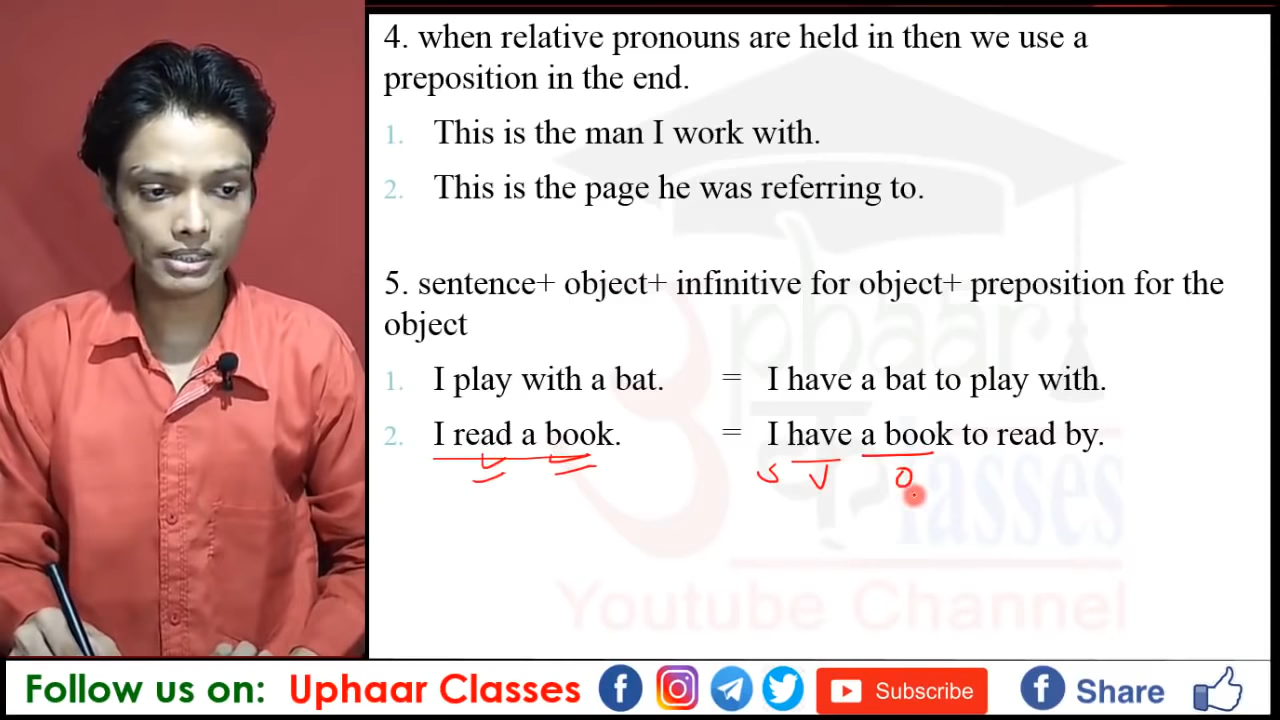 4. when relative pronouns are held in then we use a
preposition in the end.
1. This is the man I work with.
2. This is the page he was referring to.
5. sentence+ object+ infinitive for object+ preposition for the
object
1. I play with a bat. = I have a bat to play with.
2. I read a book. = I have a book to read by.
S V O
uphaar
classes
Youtube Channel
Follow us on: Uphaar Classes Subscribe Share